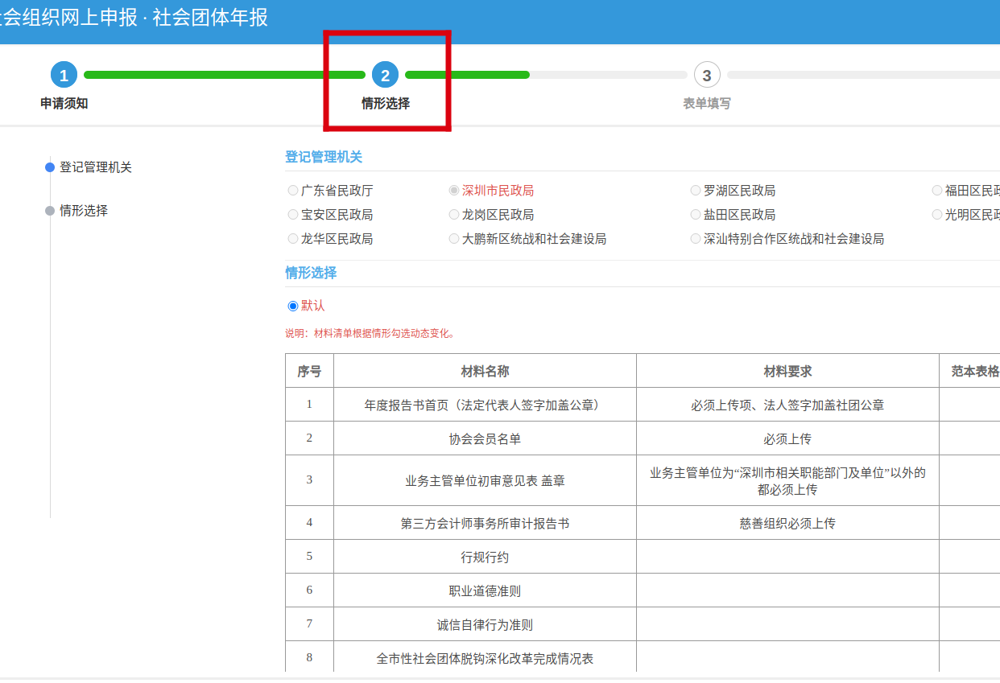 会组织网上申报 · 社会团体年报
1
2
3
申请须知
情形选择
表单填写
登记管理机关
情形选择
登记管理机关
广东省民政厅
深圳市民政局
罗湖区民政局
福田区民政
宝安区民政局
龙岗区民政局
盐田区民政局
光明区民政
龙华区民政局
大鹏新区统战和社会建设局
深汕特别合作区统战和社会建设局
情形选择
默认
说明：材料清单根据情形勾选动态变化。
序号 材料名称 材料要求 范本表格
1 年度报告书首页（法定代表人签字加盖公章） 必须上传项、法人签字加盖社团公章
2 协会会员名单 必须上传
3 业务主管单位初审意见表 盖章 业务主管单位为“深圳市相关职能部门及单位”以外的
都必须上传
4 第三方会计师事务所审计报告书 慈善组织必须上传
5 行规行约
6 职业道德准则
7 诚信自律行为准则
8 全市性社会团体脱钩深化改革完成情况表